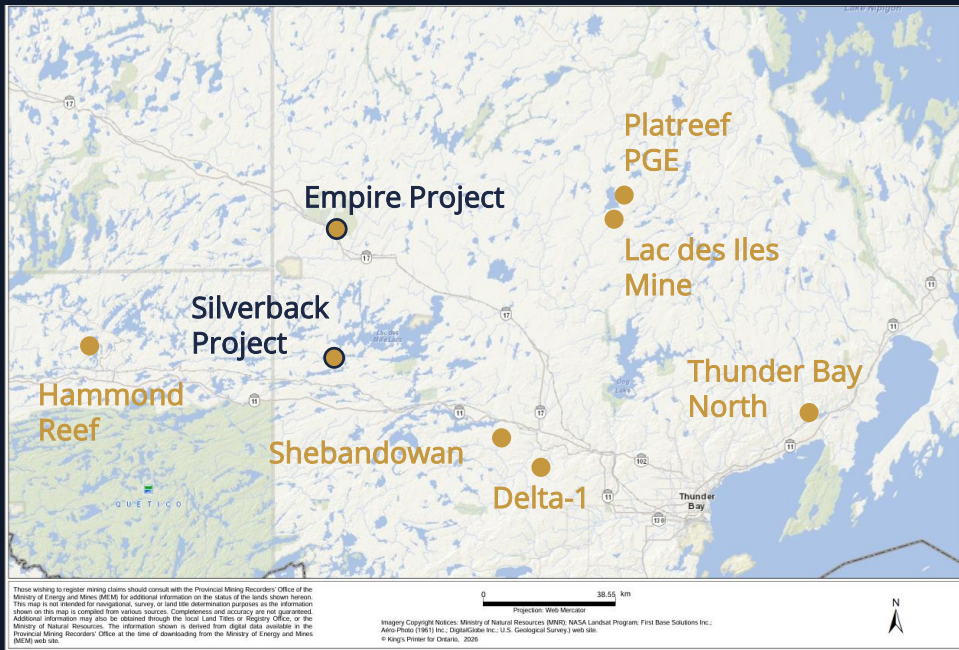 Lake Nipigon
17
Platreef
PGE
Empire Project
17
Lac des Iles
Mine
11
Silverback
Project
17
11
Hammond
Reef
Dog
Lake
Thunder Bay
North
11
11
17
Shebandowan
11
102
Delta-1
11
QUETICO
Thunder
Bay
130
Those wishing to register mining claims should consult with the Provincial Mining Recorders' Office of the
Ministry of Energy and Mines (MEM) for additional information on the status of the lands shown hereon.
This map is not intended for navigational, survey, or land title determination purposes as the information
shown on this map is compiled from various sources. Completeness and accuracy are not guaranteed.
Additional information may also be obtained through the local Land Titles or Registry Office, or the
Ministry of Natural Resources. The information shown is derived from digital data available in the
Provincial Mining Recorders' Office at the time of downloading from the Ministry of Energy and Mines
(MEM) web site.
0 38.55 km
Projection: Web Mercator
Imagery Copyright Notices: Ministry of Natural Resources (MNR); NASA Landsat Program; First Base Solutions Inc.;
Aéro-Photo (1961) Inc.; DigitalGlobe Inc.; U.S. Geological Survey.) web site.
© King's Printer for Ontario, 2026
N